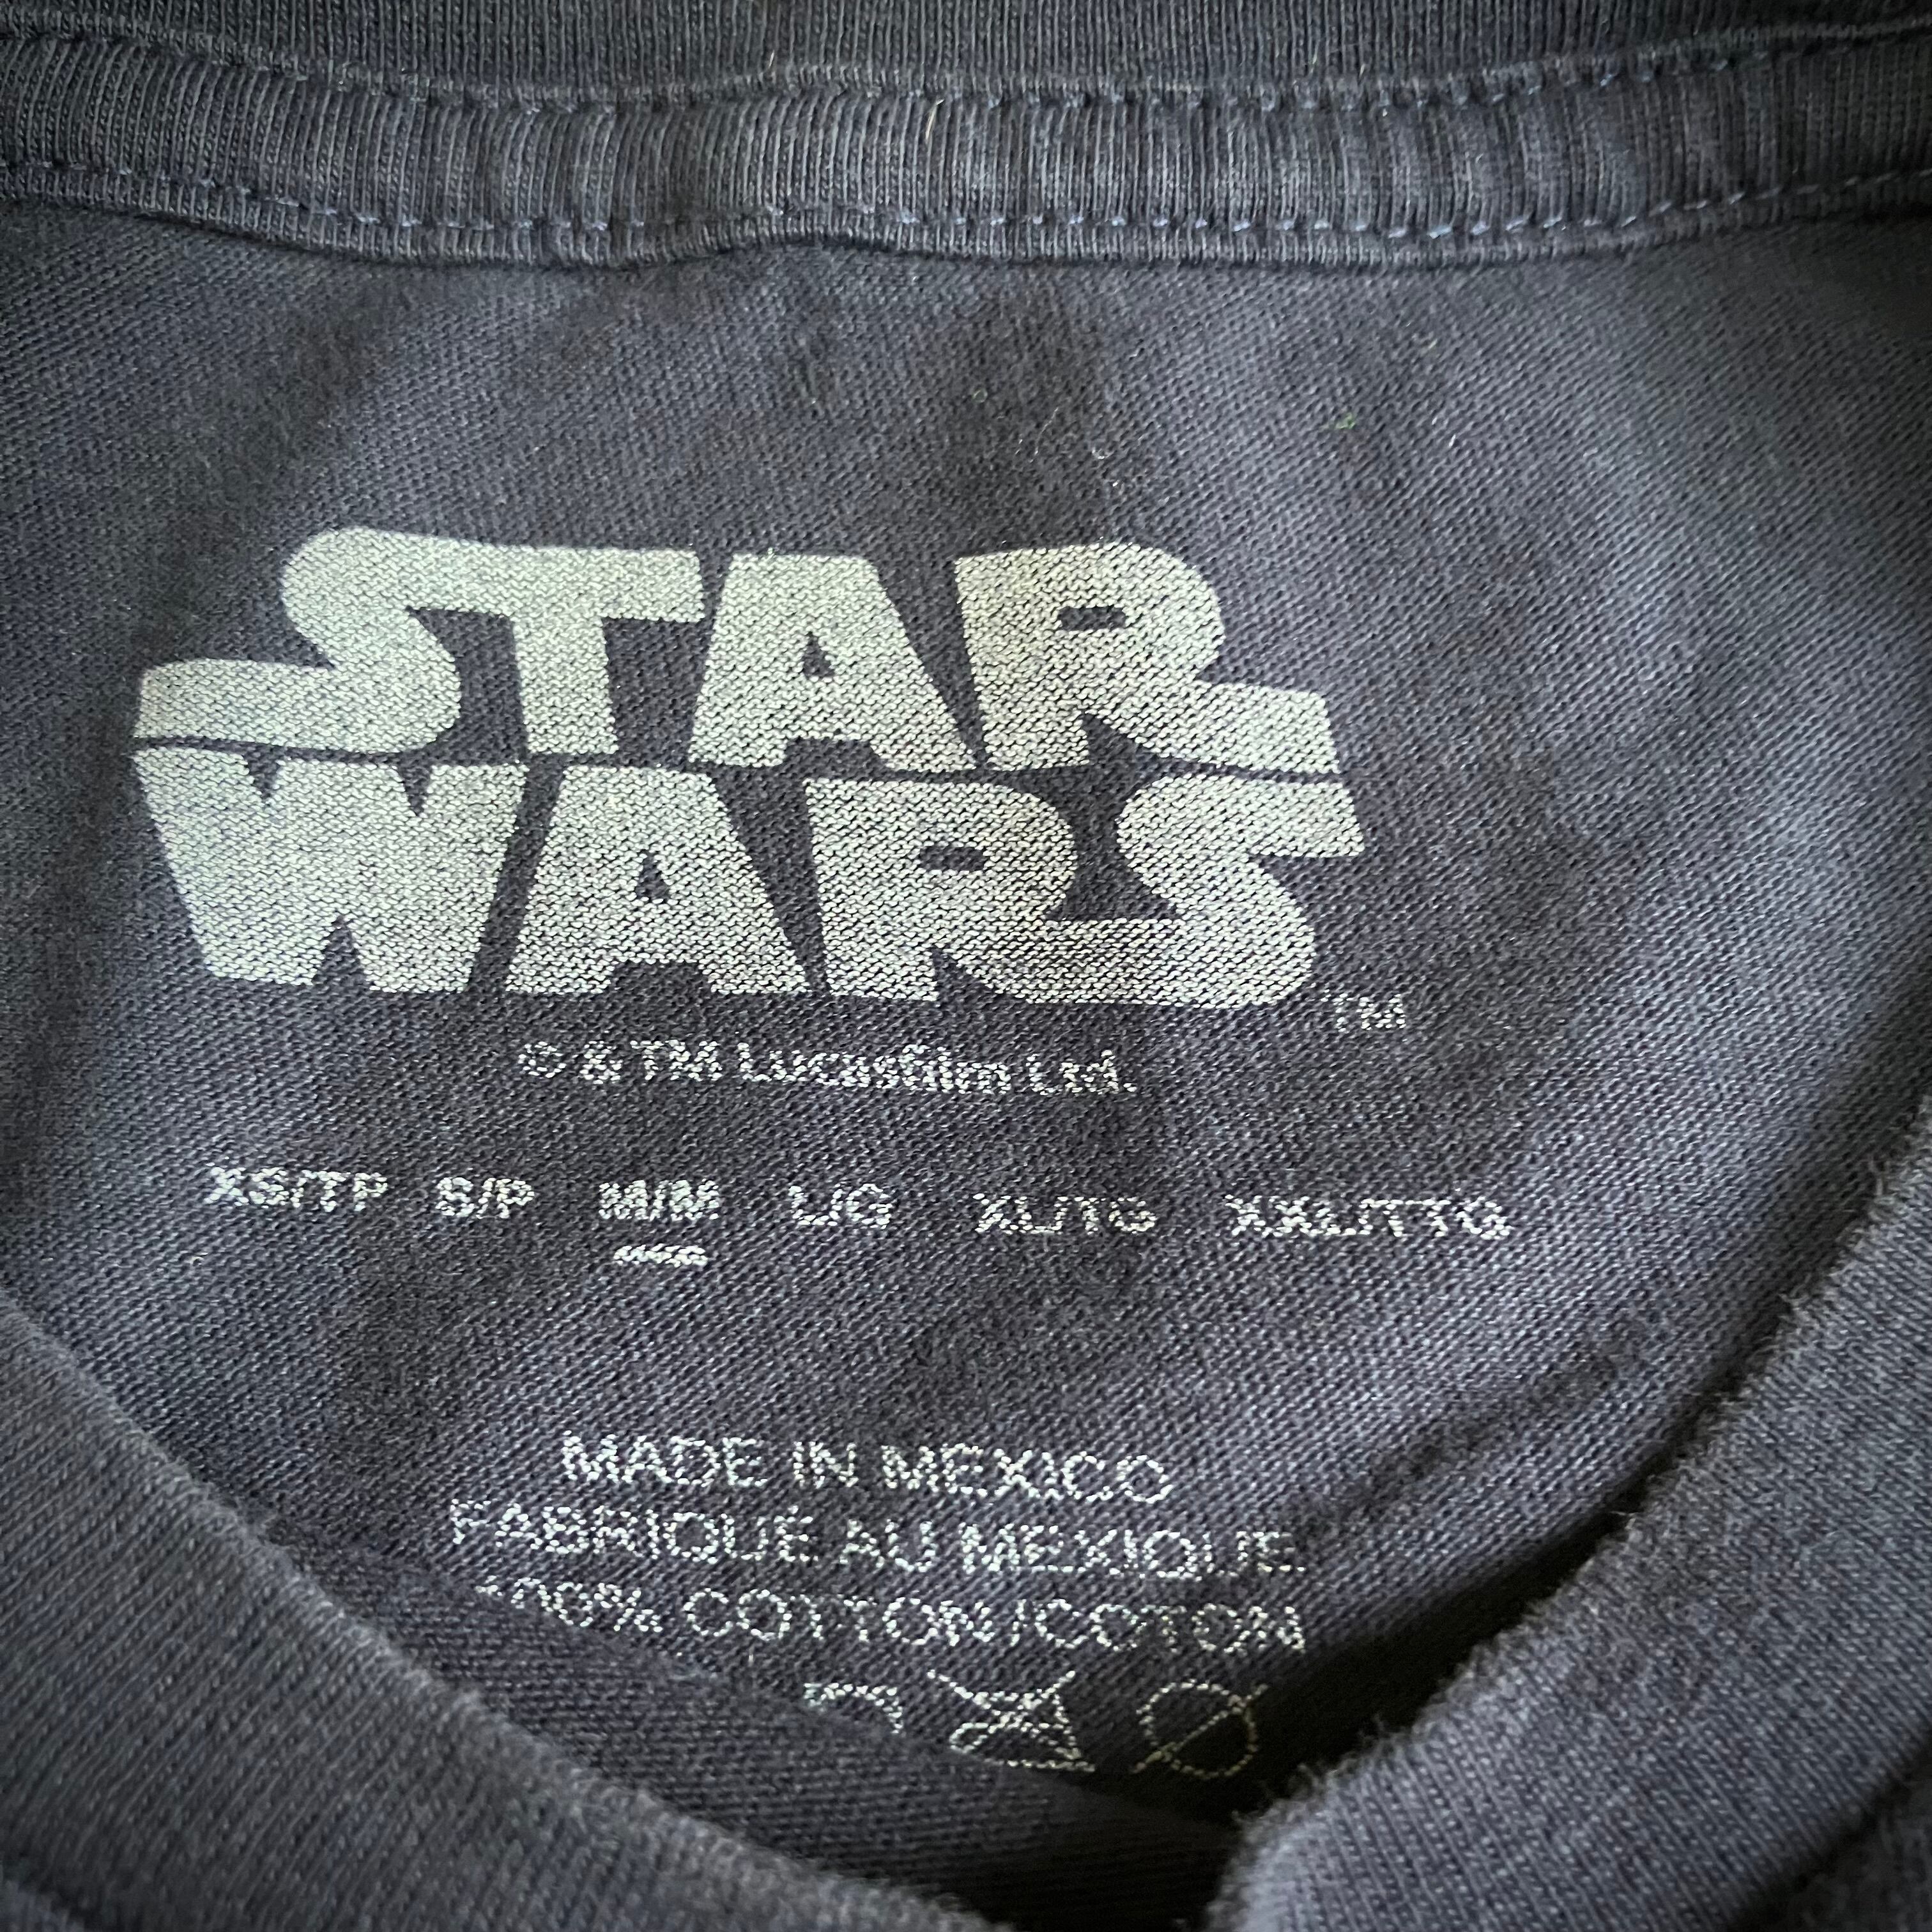 STAR
WARS
TM
© & TM Lucasfilm Ltd.
XS/TP S/P M/M L/G XL/TG XXL/TTG
MADE IN MEXICO
FABRIQUÉ AU MEXIQUE
100% COTTON/COTON